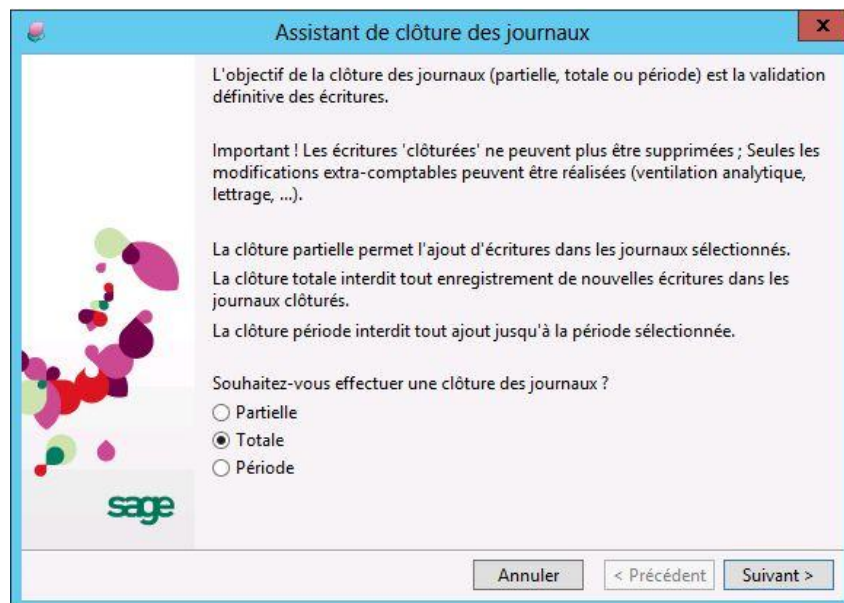 Assistant de clôture des journaux
x
L'objectif de la clôture des journaux (partielle, totale ou période) est la validation
définitive des écritures.
Important ! Les écritures 'clôturées' ne peuvent plus être supprimées ; Seules les
modifications extra-comptables peuvent être réalisées (ventilation analytique,
lettrage, ...).
La clôture partielle permet l'ajout d'écritures dans les journaux sélectionnés.
La clôture totale interdit tout enregistrement de nouvelles écritures dans les
journaux clôturés.
La clôture période interdit tout ajout jusqu'à la période sélectionnée.
Souhaitez-vous effectuer une clôture des journaux ?
Partielle
Totale
Période
sage
Annuler
< Précédent
Suivant >